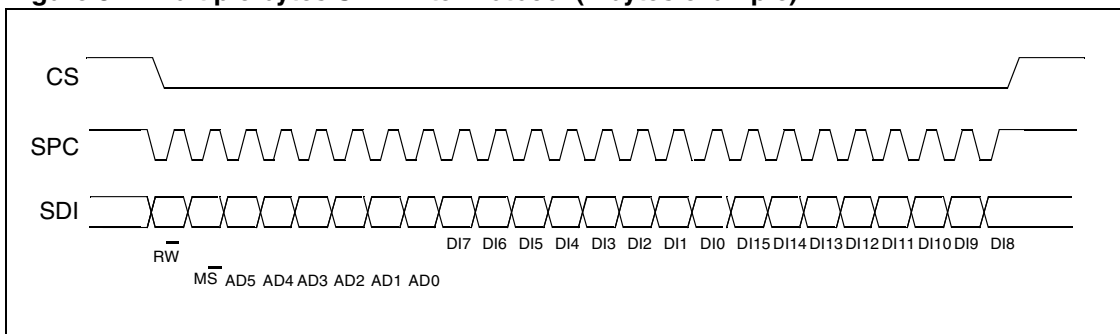 CS
SPC
SDI
DI7 DI6 DI5 DI4 DI3 DI2 DI1 DI0 DI15 DI14 DI13 DI12 DI11 DI10 DI9 DI8
RW
MS AD5 AD4 AD3 AD2 AD1 AD0